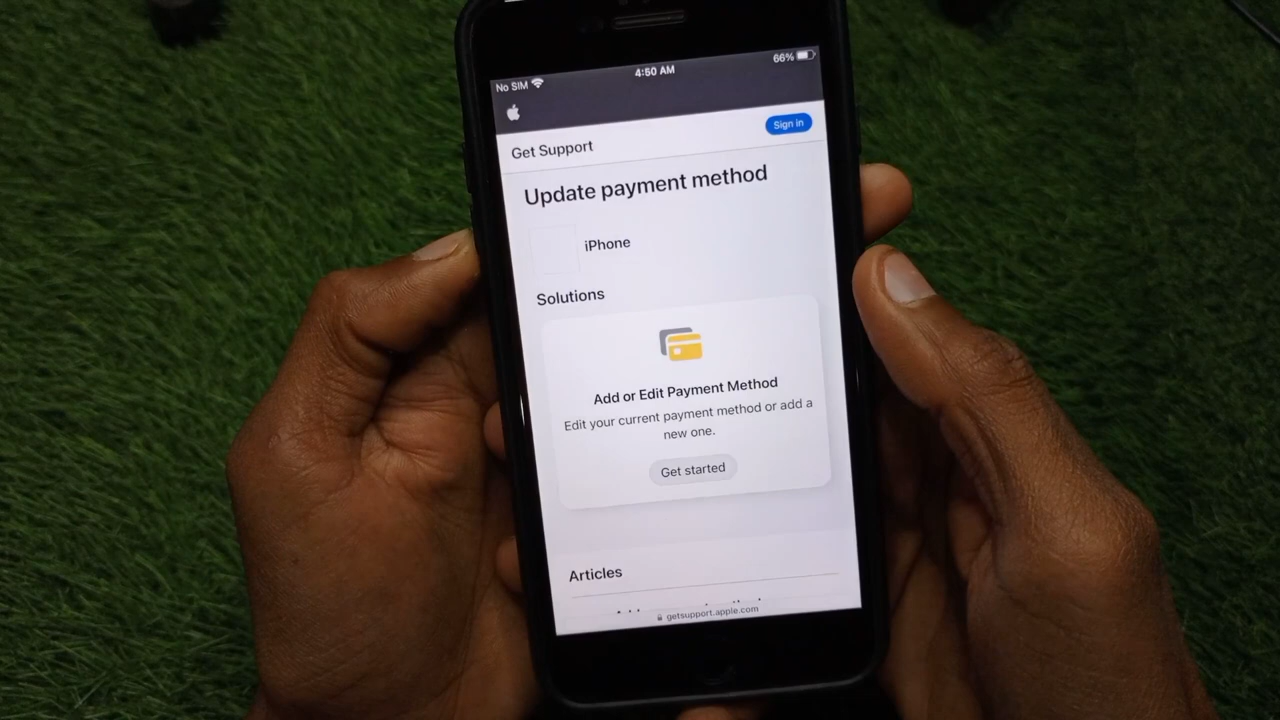 No SIM
4:50 AM
66%
Get Support
Sign in
Update payment method
iPhone
Solutions
Add or Edit Payment Method
Edit your current payment method or add a
new one.
Get started
Articles
getsupport.apple.com